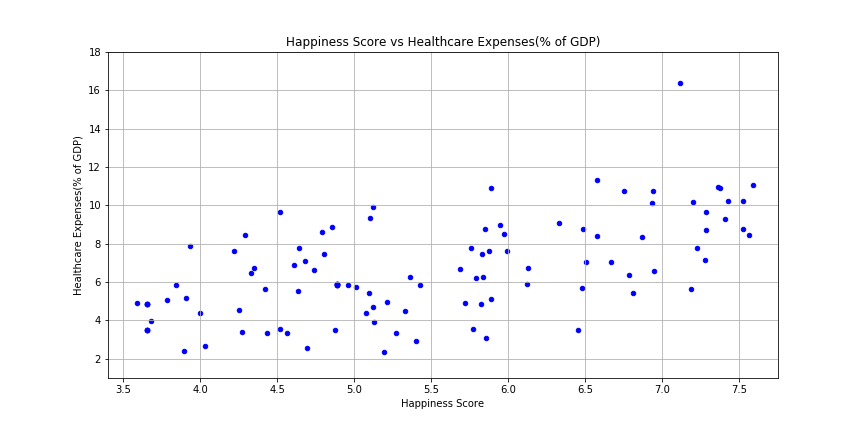 Happiness Score vs Healthcare Expenses(% of GDP)
18
16
14
12
10
8
6
4
2
Healthcare Expenses(% of GDP)
3.5 4.0 4.5 5.0 5.5 6.0 6.5 7.0 7.5
Happiness Score